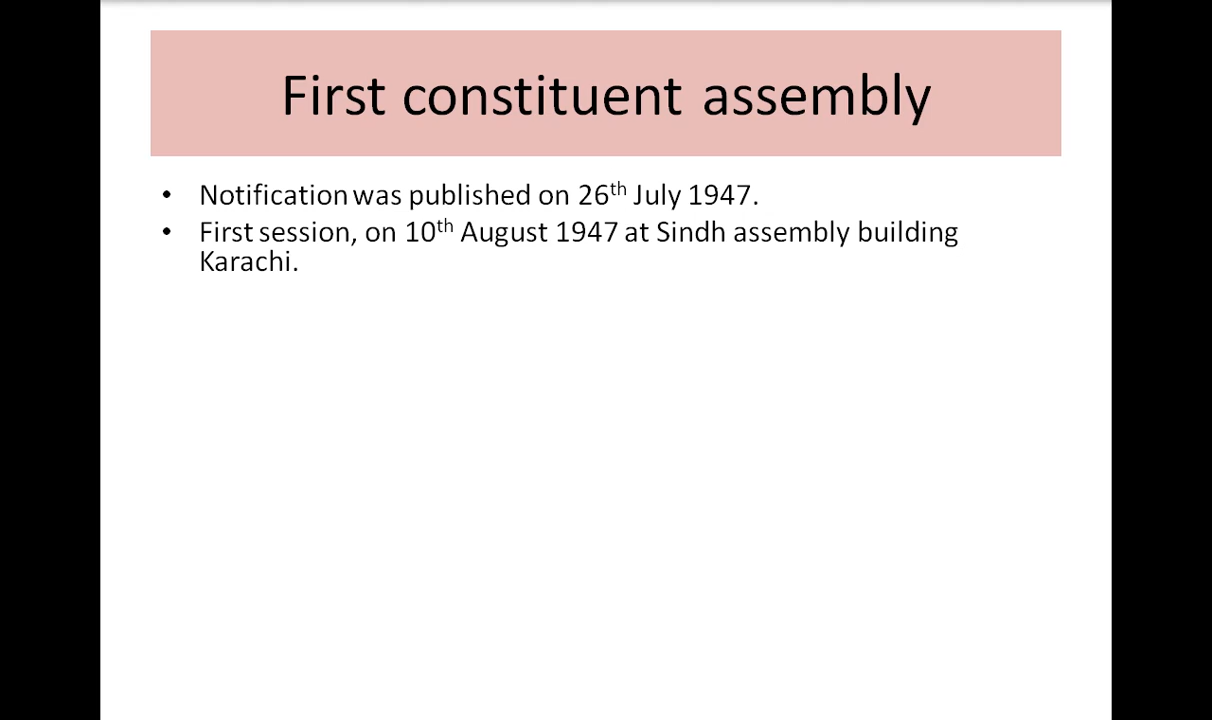 First constituent assembly
• Notification was published on 26th July 1947.
• First session, on 10th August 1947 at Sindh assembly building
Karachi.